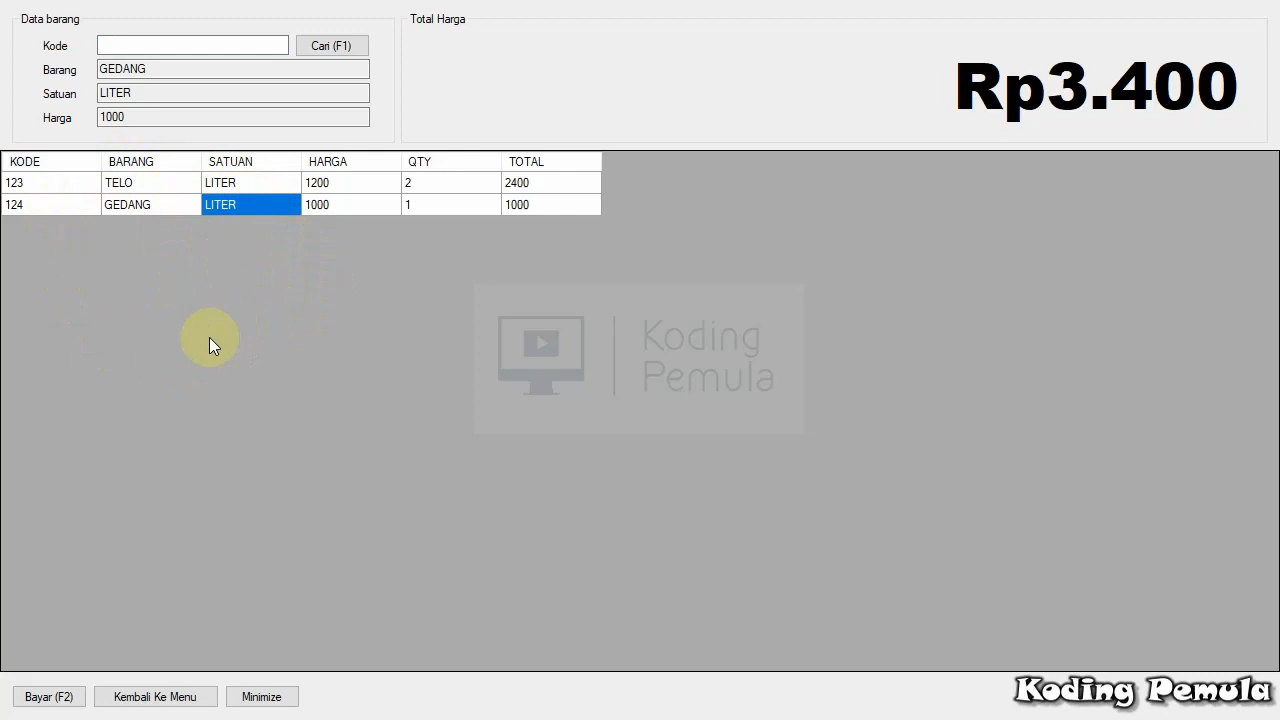 Data barang
Kode
Cari (F1)
Barang GEDANG
Satuan LITER
Harga 1000
Total Harga
Rp3.400
KODE BARANG SATUAN HARGA QTY TOTAL
123 TELO LITER 1200 2 2400
124 GEDANG LITER 1000 1 1000
Koding
Pemula
Bayar (F2) Kembali Ke Menu Minimize
Koding Pemula